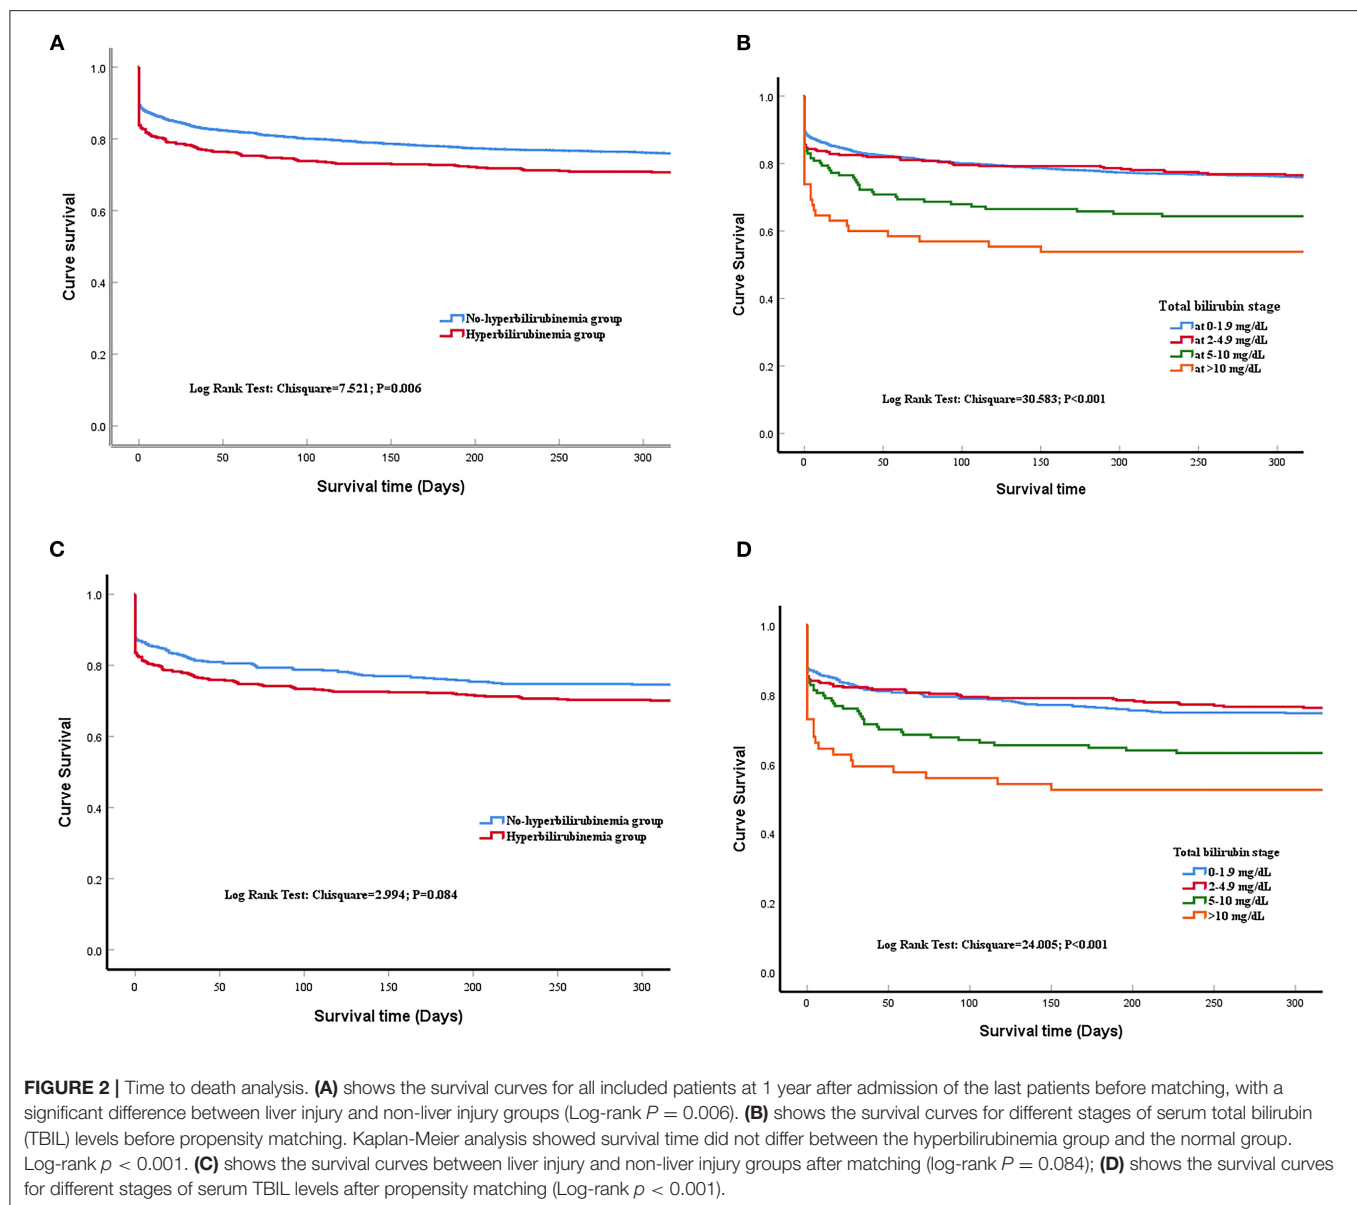 A
1.0
0.8
0.6
0.4
0.2
0.0
Curve survival
No-hyperbilirubinemia group
Hyperbilirubinemia group
Log Rank Test: Chisquare=7.521; P=0.006
0 50 100 150 200 250 300
Survival time (Days)
B
1.0
0.8
0.6
0.4
0.2
0.0
Curve Survival
Total bilirubin stage
at 0-1.9 mg/dL
at 2-4.9 mg/dL
at 5-10 mg/dL
at >10 mg/dL
Log Rank Test: Chisquare=30.583; P<0.001
0 50 100 150 200 250 300
Survival time
C
1.0
0.8
0.6
0.4
0.2
0.0
Curve Survival
No-hyperbilirubinemia group
Hyperbilirubinemia group
Log Rank Test: Chisquare=2.994; P=0.084
0 50 100 150 200 250 300
Survival time (Days)
D
1.0
0.8
0.6
0.4
0.2
0.0
Curve Survival
Total bilirubin stage
0-1.9 mg/dL
2-4.9 mg/dL
5-10 mg/dL
>10 mg/dL
Log Rank Test: Chisquare=24.005; P<0.001
0 50 100 150 200 250 300
Survival time (Days)
FIGURE 2 | Time to death analysis. (A) shows the survival curves for all included patients at 1 year after admission of the last patients before matching, with a
significant difference between liver injury and non-liver injury groups (Log-rank P = 0.006). (B) shows the survival curves for different stages of serum total bilirubin
(TBIL) levels before propensity matching. Kaplan-Meier analysis showed survival time did not differ between the hyperbilirubinemia group and the normal group.
Log-rank p < 0.001. (C) shows the survival curves between liver injury and non-liver injury groups after matching (log-rank P = 0.084); (D) shows the survival curves
for different stages of serum TBIL levels after propensity matching (Log-rank p < 0.001).